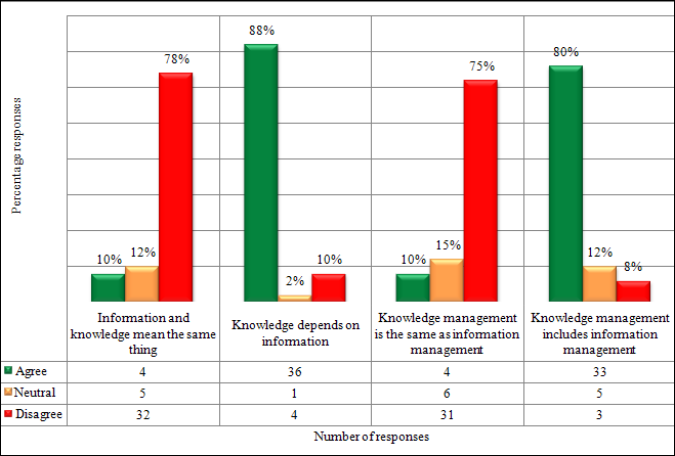 88%
78%
75%
80%
10%
12%
2%
10%
10%
15%
12%
8%
Percentage responses
Information and
knowledge mean the same
thing
Knowledge depends on
information
Knowledge management
is the same as information
management
Knowledge management
includes information
management
Agree 4 36 4 33
Neutral 5 1 6 5
Disagree 32 4 31 3
Number of responses